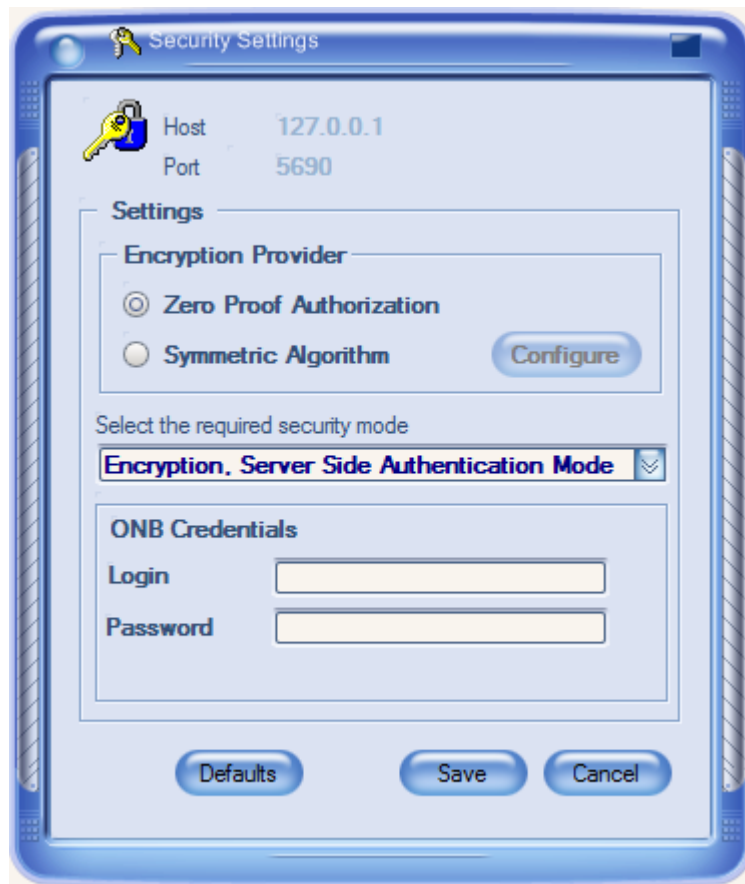 Security Settings
Host 127.0.0.1
Port 5690
Settings
Encryption Provider
Zero Proof Authorization
Symmetric Algorithm Configure
Select the required security mode
Encryption, Server Side Authentication Mode
ONB Credentials
Login
Password
Defaults Save Cancel